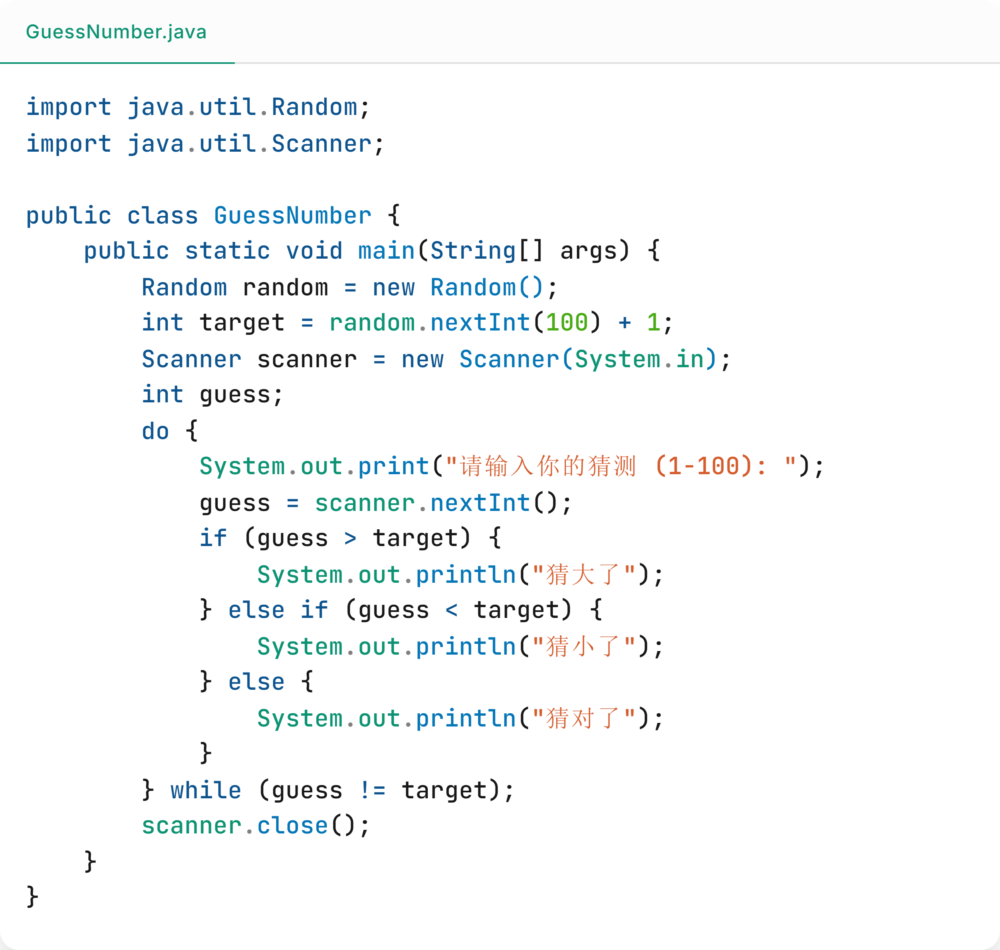 GuessNumber.java
import java.util.Random;
import java.util.Scanner;
public class GuessNumber {
    public static void main(String[] args) {
        Random random = new Random();
        int target = random.nextInt(100) + 1;
        Scanner scanner = new Scanner(System.in);
        int guess;
        do {
            System.out.print("请输入你的猜测 (1-100): ");
            guess = scanner.nextInt();
            if (guess > target) {
                System.out.println("猜大了");
            } else if (guess < target) {
                System.out.println("猜小了");
            } else {
                System.out.println("猜对了");
            }
        } while (guess != target);
        scanner.close();
    }
}